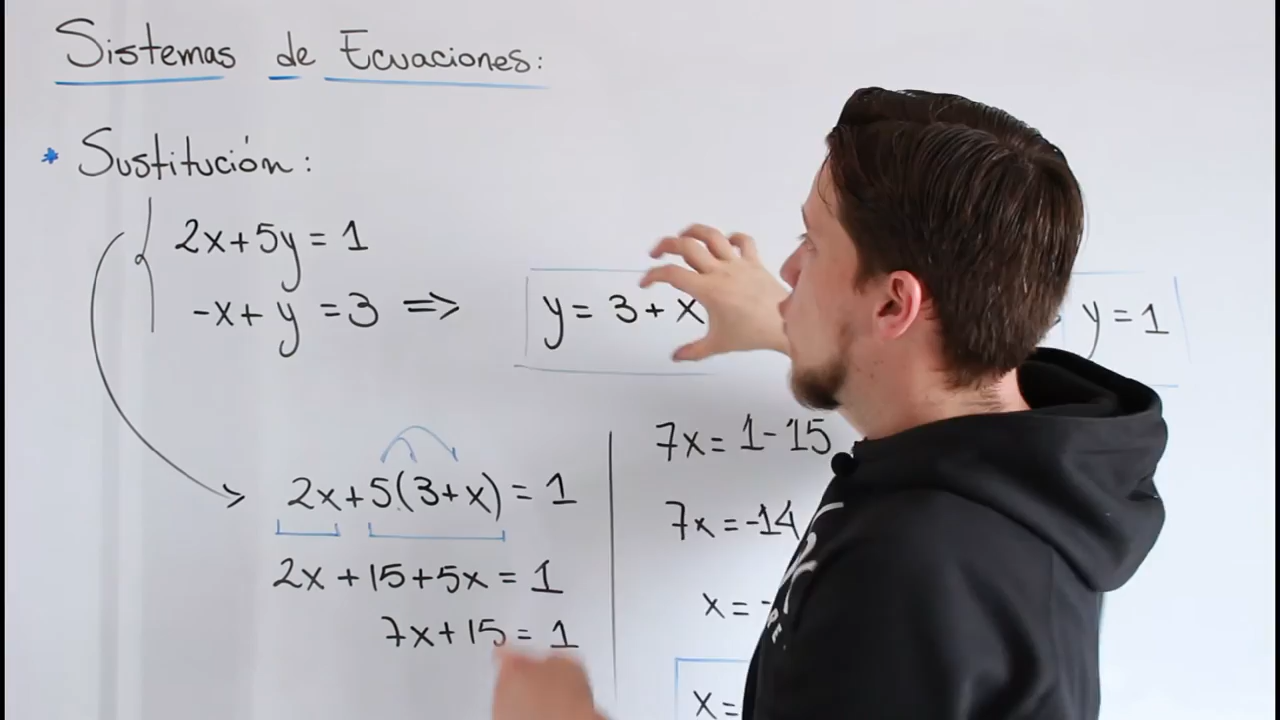 Sistemas de Ecuaciones:
* Sustitución:
2x+5y = 1
-x+y = 3 =>
y = 3 + x
y = 1
2x+5(3+x) = 1
2x+15+5x = 1
7x+15 = 1
7x = 1-15
7x = -14
x = -
x =